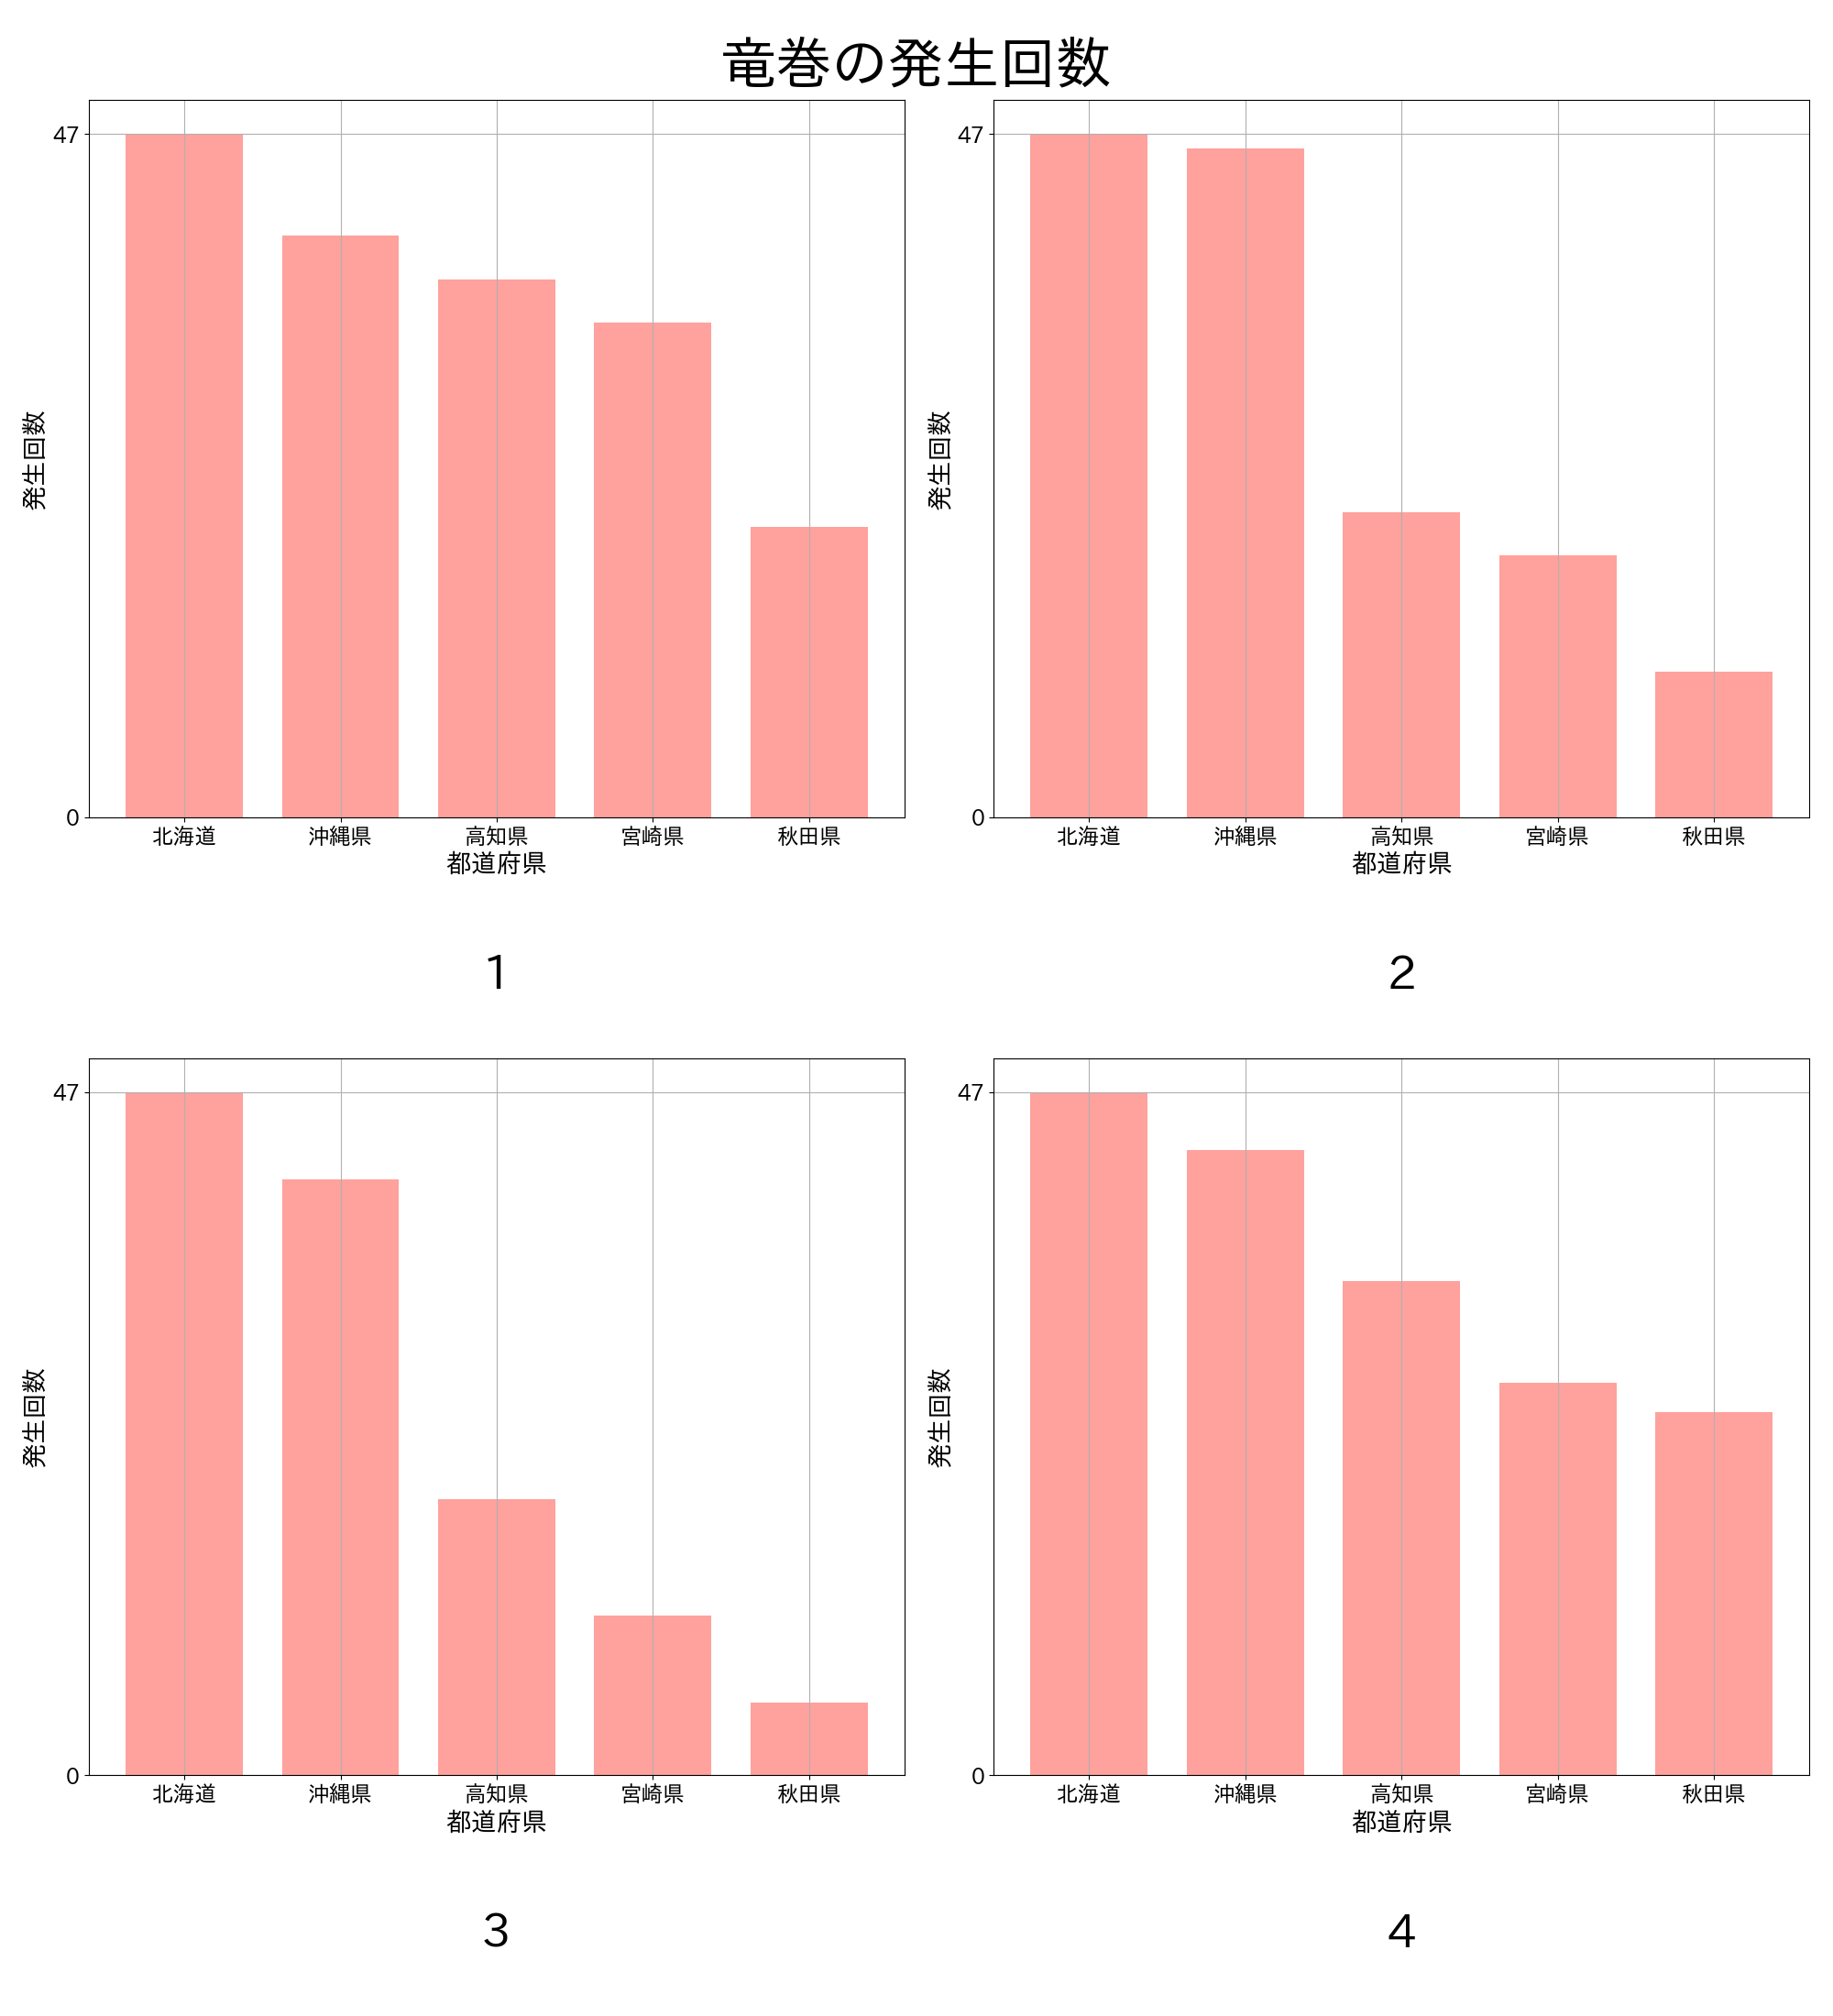 竜巻の発生回数
47
0
発生回数
北海道 沖縄県 高知県 宮崎県 秋田県
都道府県
1
47
0
発生回数
北海道 沖縄県 高知県 宮崎県 秋田県
都道府県
2
47
0
発生回数
北海道 沖縄県 高知県 宮崎県 秋田県
都道府県
3
47
0
発生回数
北海道 沖縄県 高知県 宮崎県 秋田県
都道府県
4